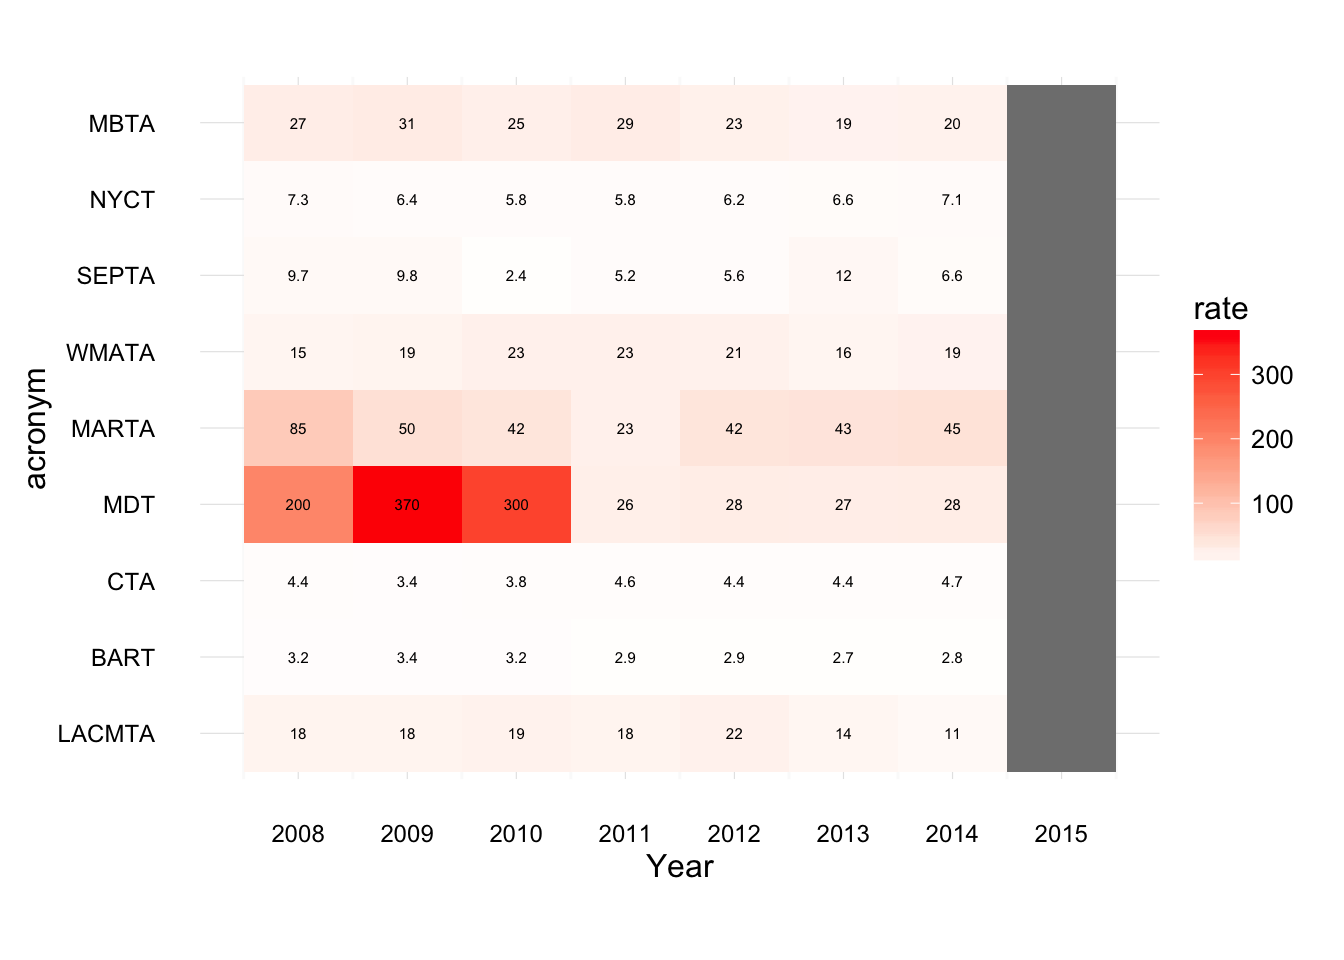 MBTA 27 31 25 29 23 19 20
NYCT 7.3 6.4 5.8 5.8 6.2 6.6 7.1
SEPTA 9.7 9.8 2.4 5.2 5.6 12 6.6
WMATA 15 19 23 23 21 16 19
MARTA 85 50 42 23 42 43 45
MDT 200 370 300 26 28 27 28
CTA 4.4 3.4 3.8 4.6 4.4 4.4 4.7
BART 3.2 3.4 3.2 2.9 2.9 2.7 2.8
LACMTA 18 18 19 18 22 14 11
2008 2009 2010 2011 2012 2013 2014 2015
Year
acronym
rate
300
200
100